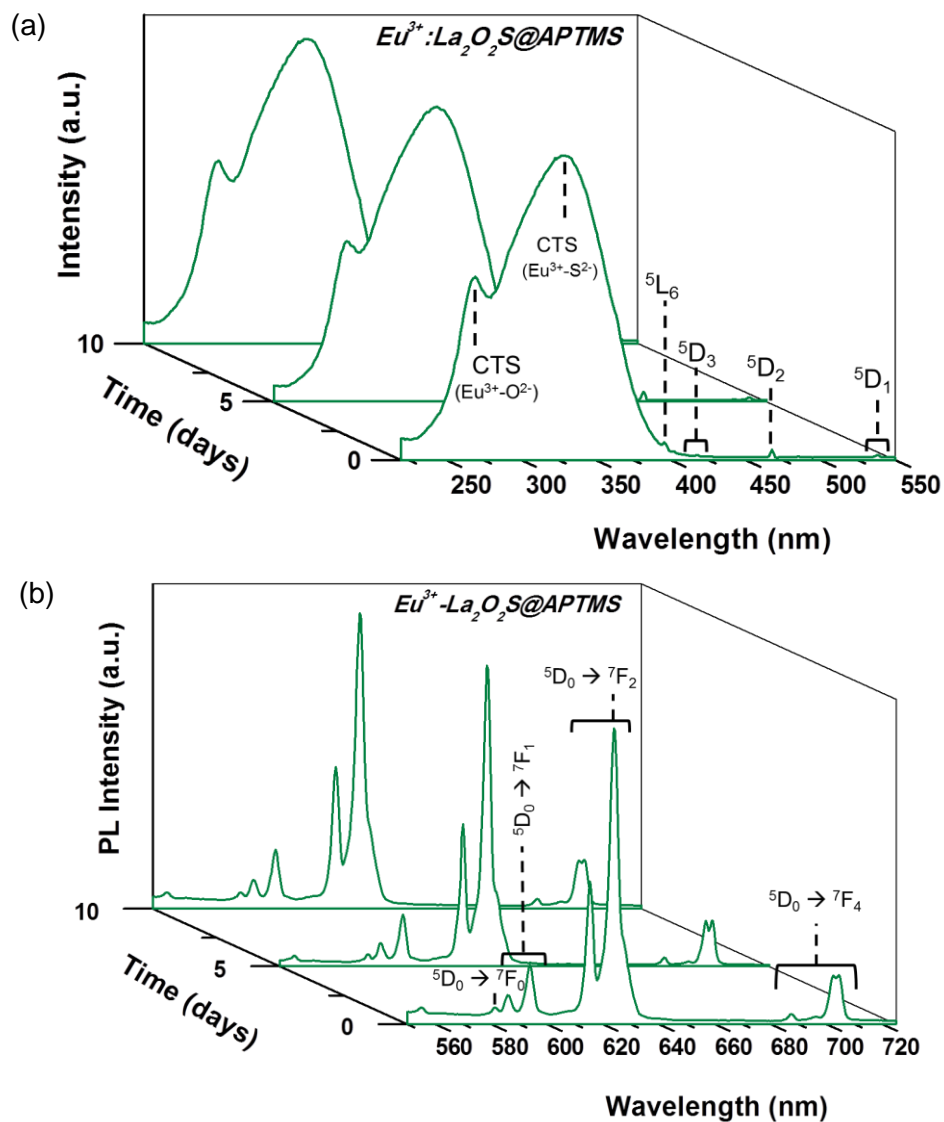 (a)
Eu³⁺:La₂O₂S@APTMS
Intensity (a.u.)
CTS
(Eu³⁺-S²⁻)
CTS
(Eu³⁺-O²⁻)
⁵L₆
⁵D₃
⁵D₂
⁵D₁
10
5
0
Time (days)
250 300 350 400 450 500 550
Wavelength (nm)
(b)
Eu³⁺-La₂O₂S@APTMS
PL Intensity (a.u.)
⁵D₀ → ⁷F₂
⁵D₀ → ⁷F₁
⁵D₀ → ⁷F₄
⁵D₀ → ⁷F₀
10
5
0
Time (days)
560 580 600 620 640 660 680 700 720
Wavelength (nm)